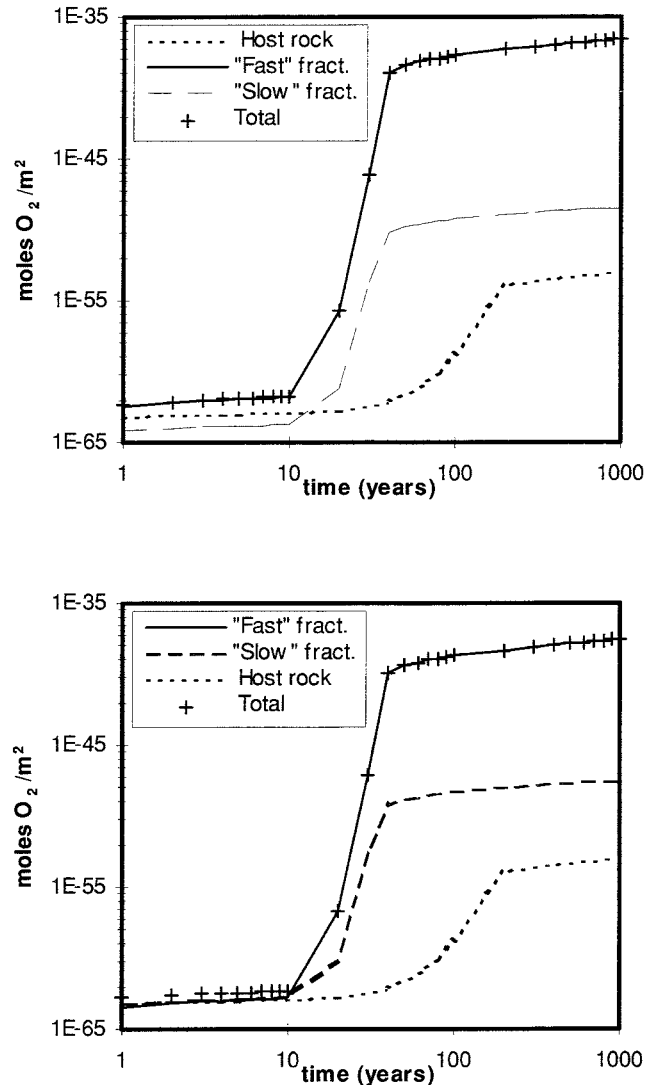 1E-35
Host rock
"Fast" fract.
"Slow" fract.
Total
1E-45
moles O2 /m²
1E-55
1E-65
1
10
100
1000
time (years)
1E-35
"Fast" fract.
"Slow" fract.
Host rock
Total
1E-45
moles O2 /m²
1E-55
1E-65
1
10
100
1000
time (years)